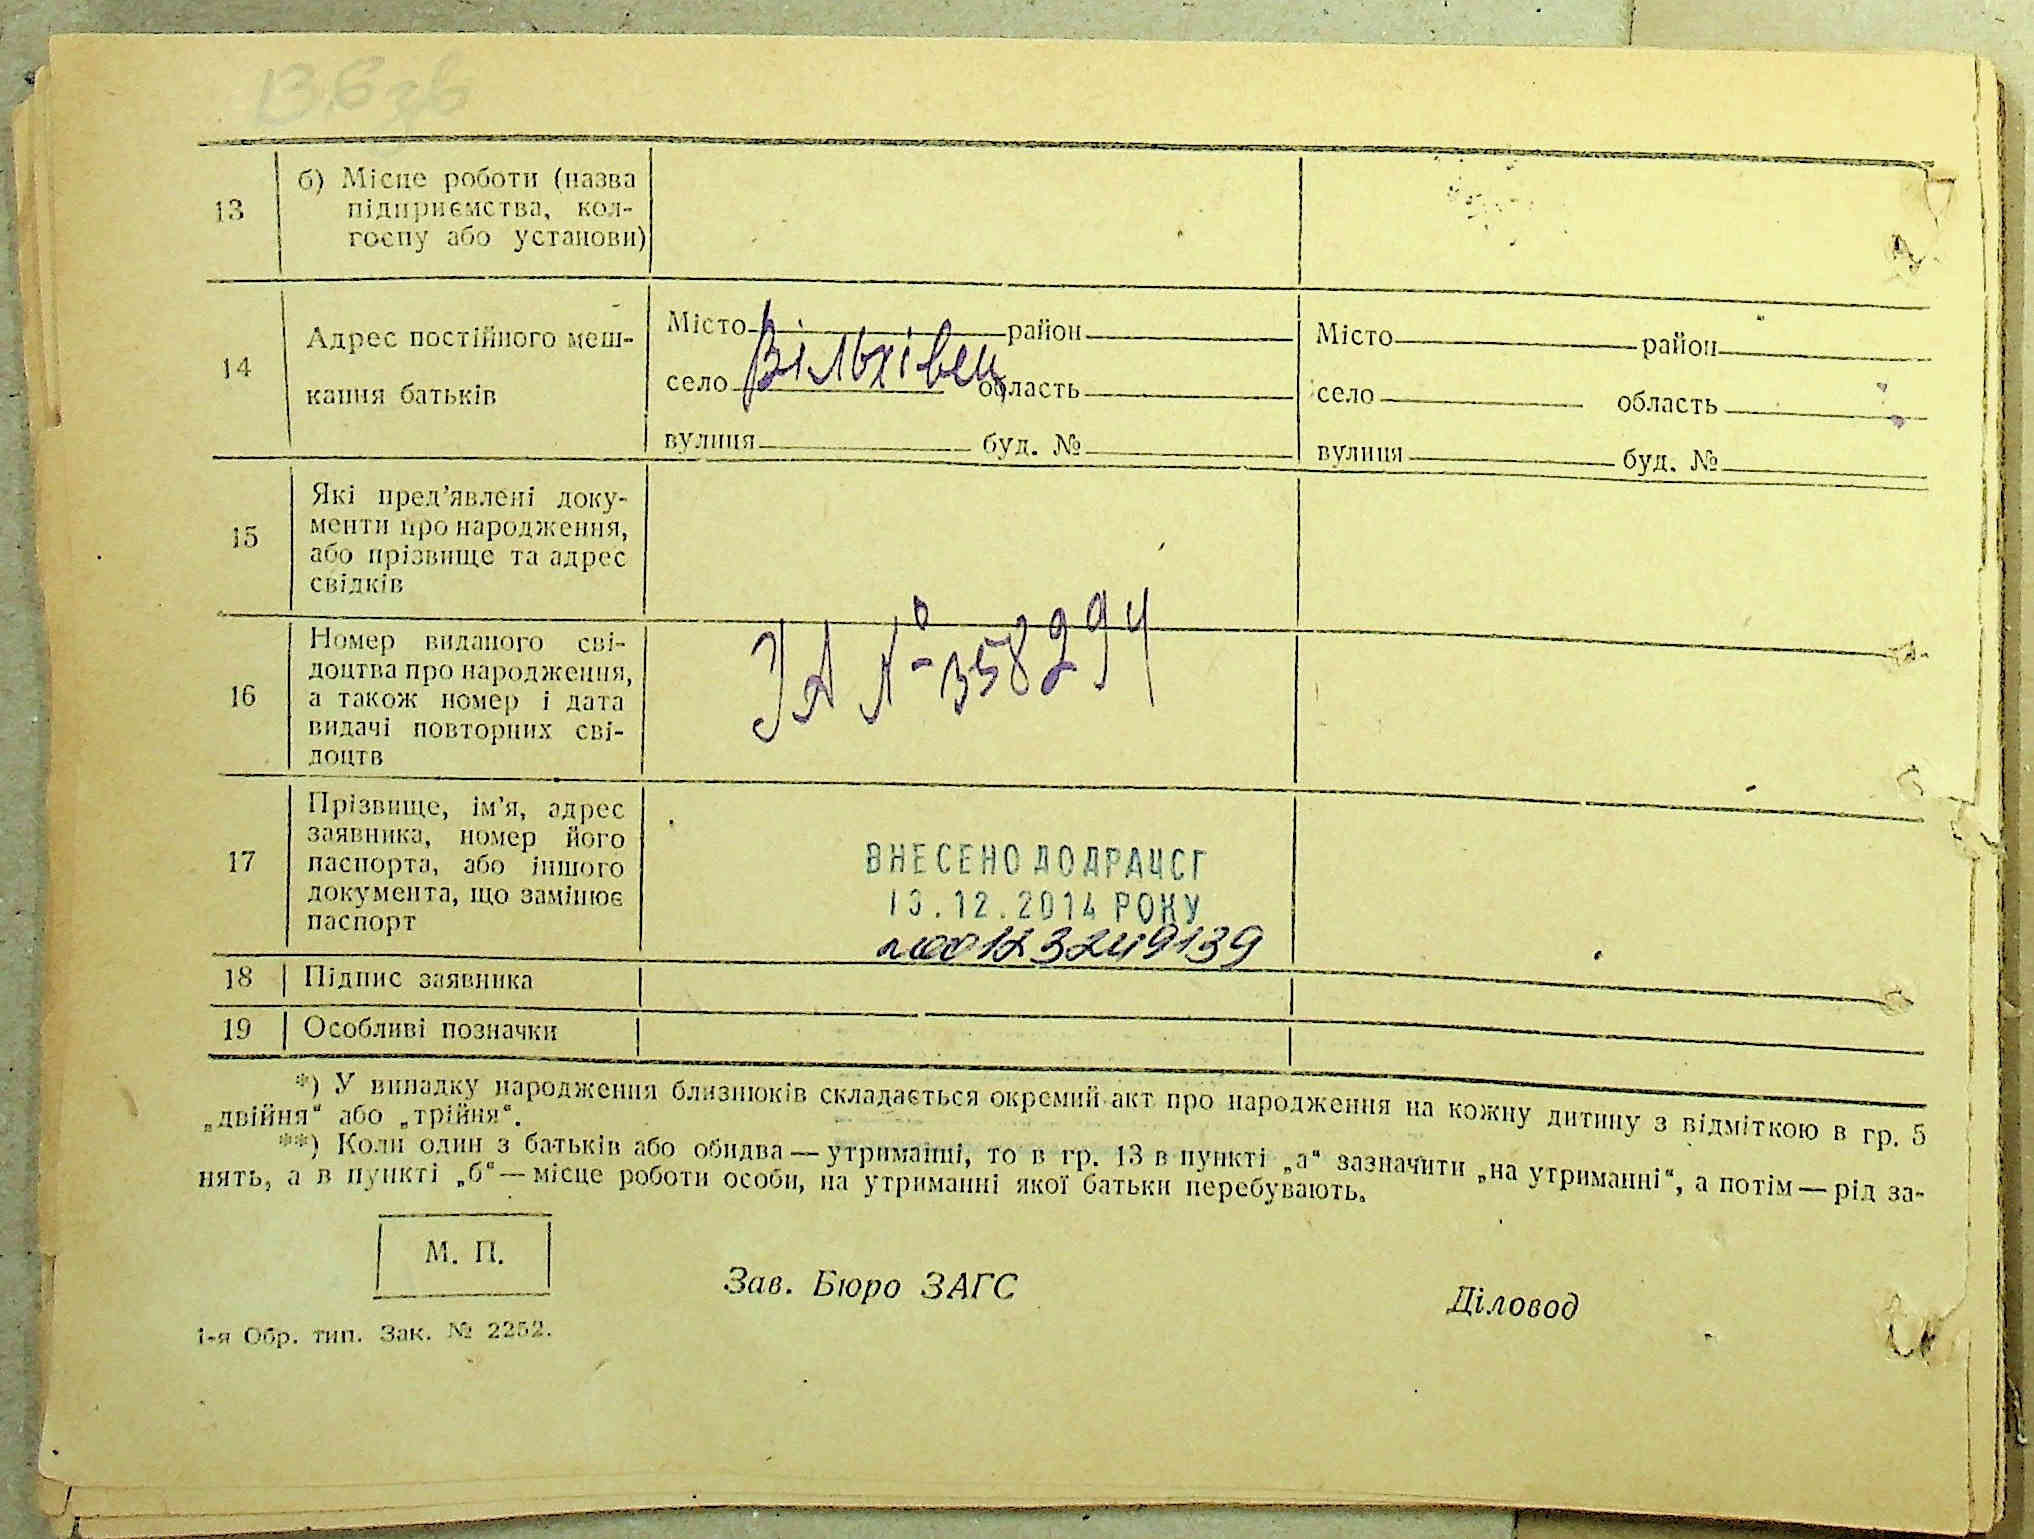 13
б) Місце роботи (назва
підприємства, кол-
госпу або установи)
14
Адрес постійного меш-
кання батьків
Місто район
село Вільхівец область
вулиця буд. №
Місто район
село область
вулиця буд. №
15
Які пред’явлені доку-
менти про народження,
або прізвище та адрес
свідків
16
Номер виданого сві-
доцтва про народження,
а також номер і дата
видачі повторних сві-
доцтв
УА № 358294
17
Прізвище, ім’я, адрес
заявника, номер його
паспорта, або іншого
документа, що замінює
паспорт
ВНЕСЕНО ДО ДРАЦСГ
13.12.2014 РОКУ
00123249139
18 Підпис заявника
19 Особливі позначки
*) У випадку народження близнюків складається окремий акт про народження на кожну дитину з відміткою в гр. 5
„двійня“ або „трійня“.
**) Коли один з батьків або обидва — утриманці, то в гр. 13 в пункті „а“ зазначити „на утриманні“, а потім — рід за-
нять, а в пункті „б“ — місце роботи особи, на утриманні якої батьки перебувають.
М. П.
Зав. Бюро ЗАГС
Діловод
1-я Обр. тип. Зак. № 2252.